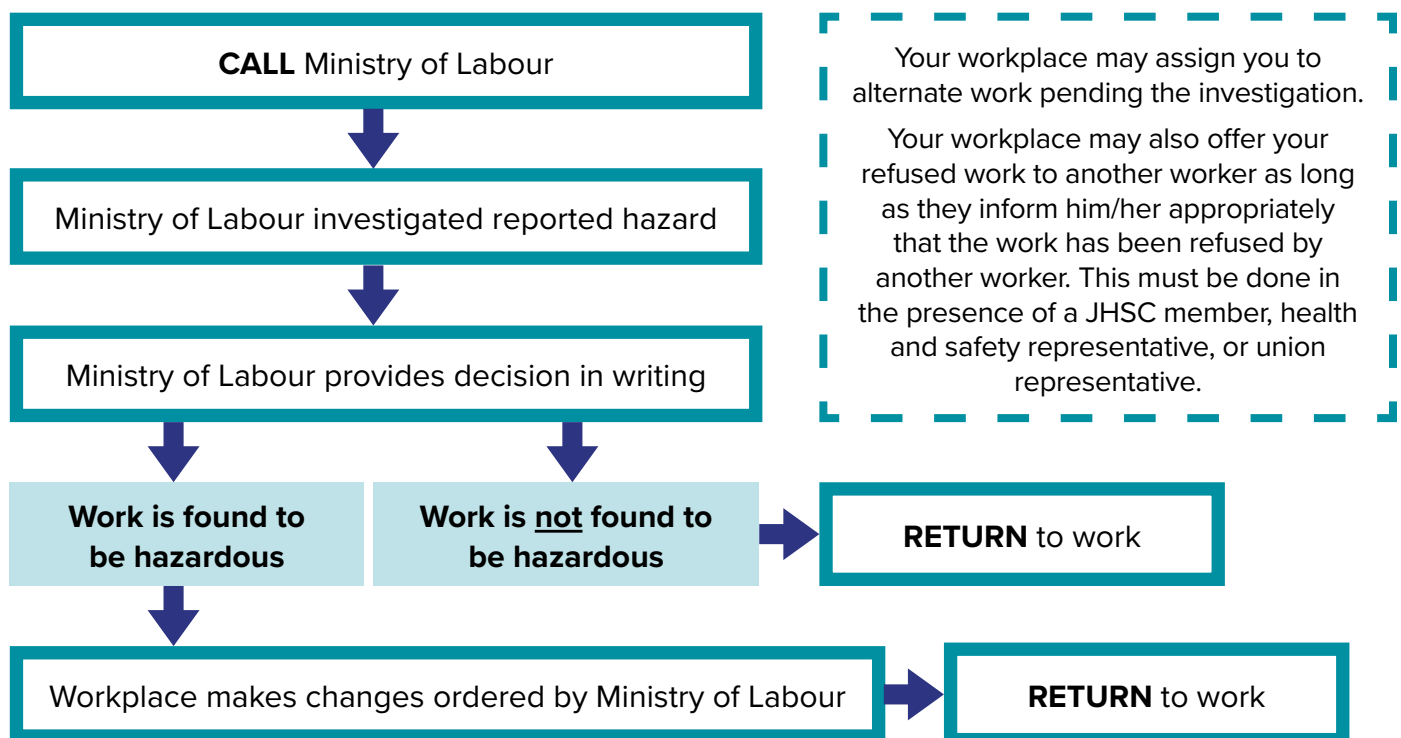 CALL Ministry of Labour
Ministry of Labour investigated reported hazard
Ministry of Labour provides decision in writing
Your workplace may assign you to
alternate work pending the investigation.
Your workplace may also offer your
refused work to another worker as long
as they inform him/her appropriately
that the work has been refused by
another worker. This must be done in
the presence of a JHSC member, health
and safety representative, or union
representative.
Work is found to
be hazardous
Work is not found to
be hazardous
RETURN to work
Workplace makes changes ordered by Ministry of Labour
RETURN to work